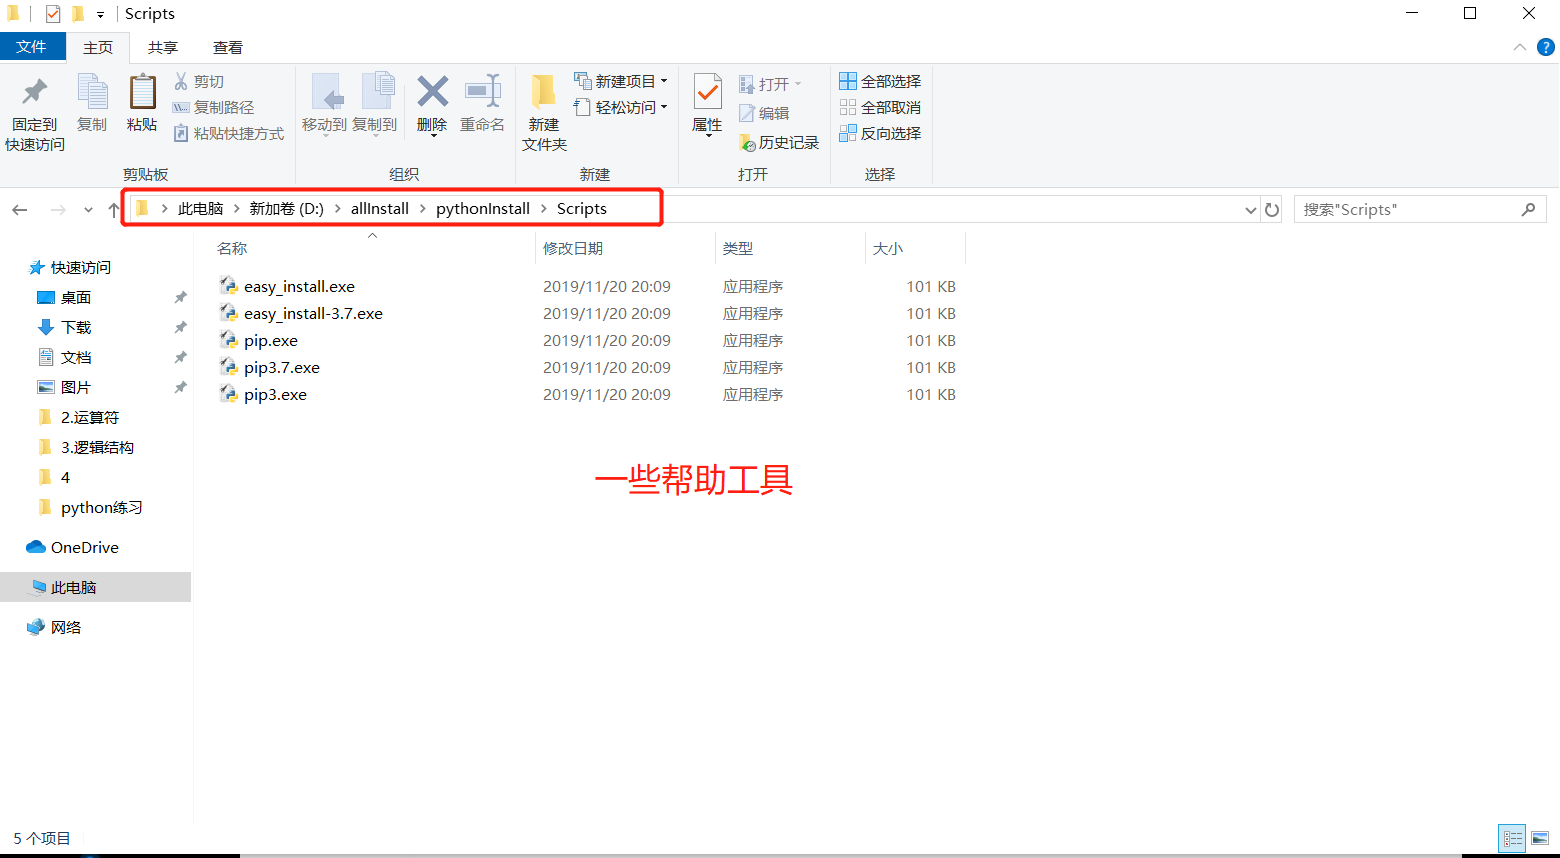 Scripts
文件 主页 共享 查看
固定到快速访问 复制 粘贴 剪切 复制路径 粘贴快捷方式 移动到 复制到 删除 重命名 新建文件夹 新建项目 轻松访问 属性 打开 编辑 历史记录 全部选择 全部取消 反向选择
剪贴板 组织 新建 打开 选择
此电脑 新加卷 (D:) allInstall pythonInstall Scripts 搜索"Scripts"
名称 修改日期 类型 大小
easy_install.exe 2019/11/20 20:09 应用程序 101 KB
easy_install-3.7.exe 2019/11/20 20:09 应用程序 101 KB
pip.exe 2019/11/20 20:09 应用程序 101 KB
pip3.7.exe 2019/11/20 20:09 应用程序 101 KB
pip3.exe 2019/11/20 20:09 应用程序 101 KB
一些帮助工具
快速访问
桌面
下载
文档
图片
2.运算符
3.逻辑结构
4
python练习
OneDrive
此电脑
网络
5 个项目